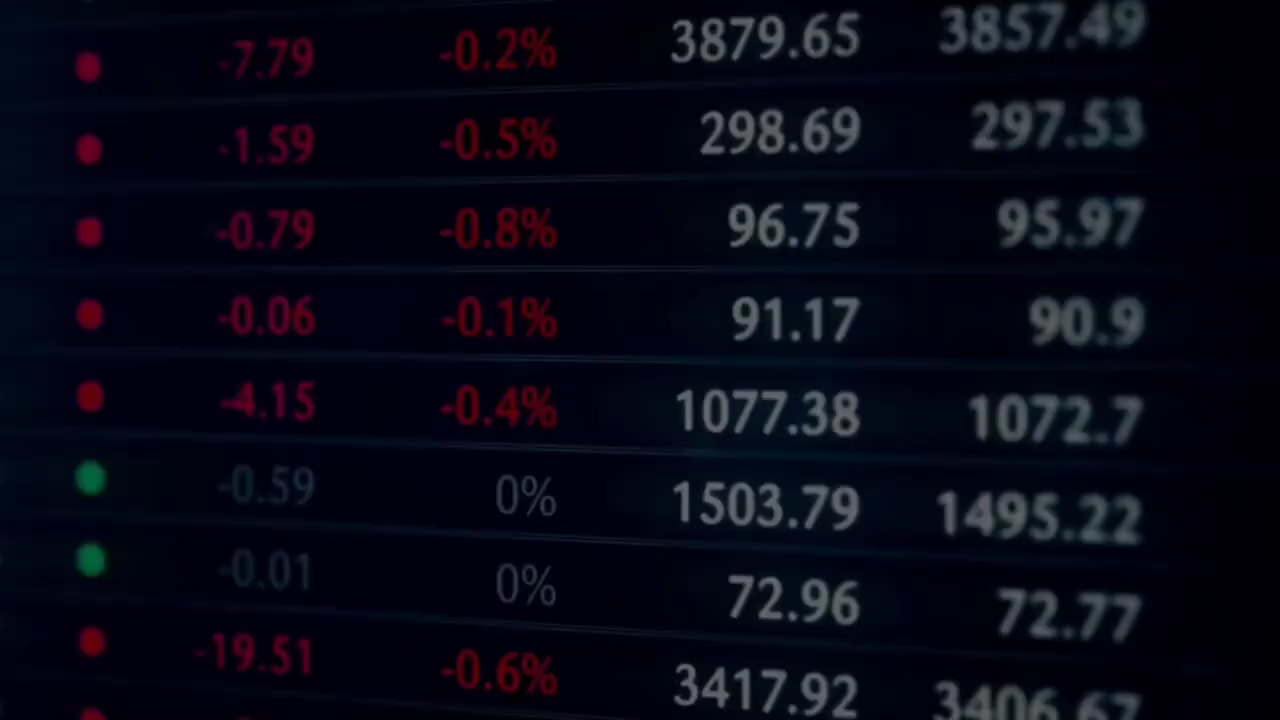 -7.79 -0.2% 3879.65 3857.49
-1.59 -0.5% 298.69 297.53
-0.79 -0.8% 96.75 95.97
-0.06 -0.1% 91.17 90.9
-4.15 -0.4% 1077.38 1072.7
-0.59 0% 1503.79 1495.22
-0.01 0% 72.96 72.77
-19.51 -0.6% 3417.92 3406.67